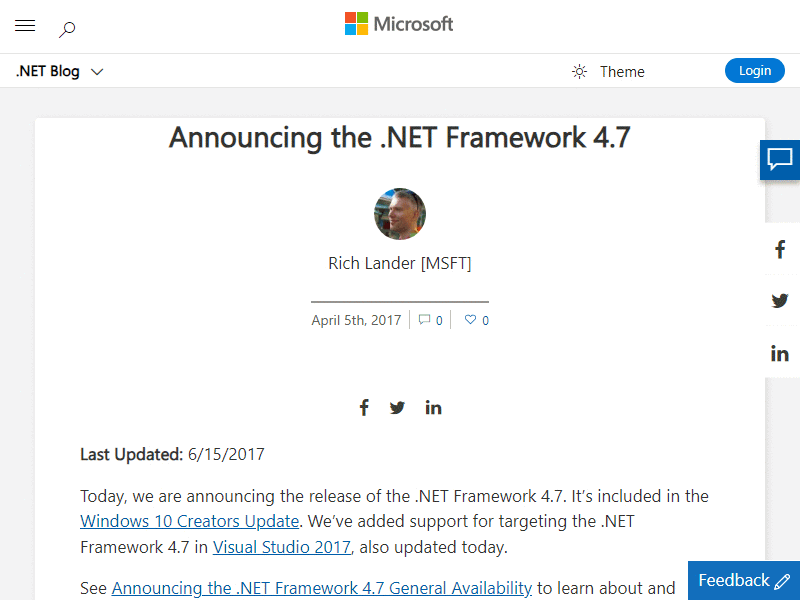 Microsoft
.NET Blog
Theme
Login
Announcing the .NET Framework 4.7
Rich Lander [MSFT]
April 5th, 2017
0
0
Last Updated: 6/15/2017
Today, we are announcing the release of the .NET Framework 4.7. It’s included in the
Windows 10 Creators Update. We’ve added support for targeting the .NET
Framework 4.7 in Visual Studio 2017, also updated today.
See Announcing the .NET Framework 4.7 General Availability to learn about and
Feedback